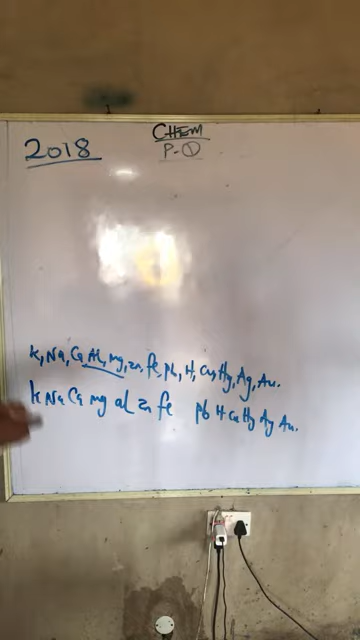 CHEM
2018
P-①
K, Na, Ca Al, mg, zn, fe, pb, H, Cu, Hg, Ag, Au.
K Na Ca mg al zn fe pb H Cu Hg Ag Au.